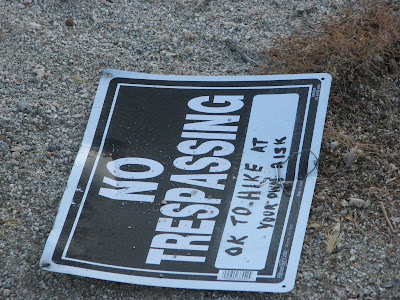 NO
TRESPASSING
OK TO HIKE AT
YOUR OWN RISK